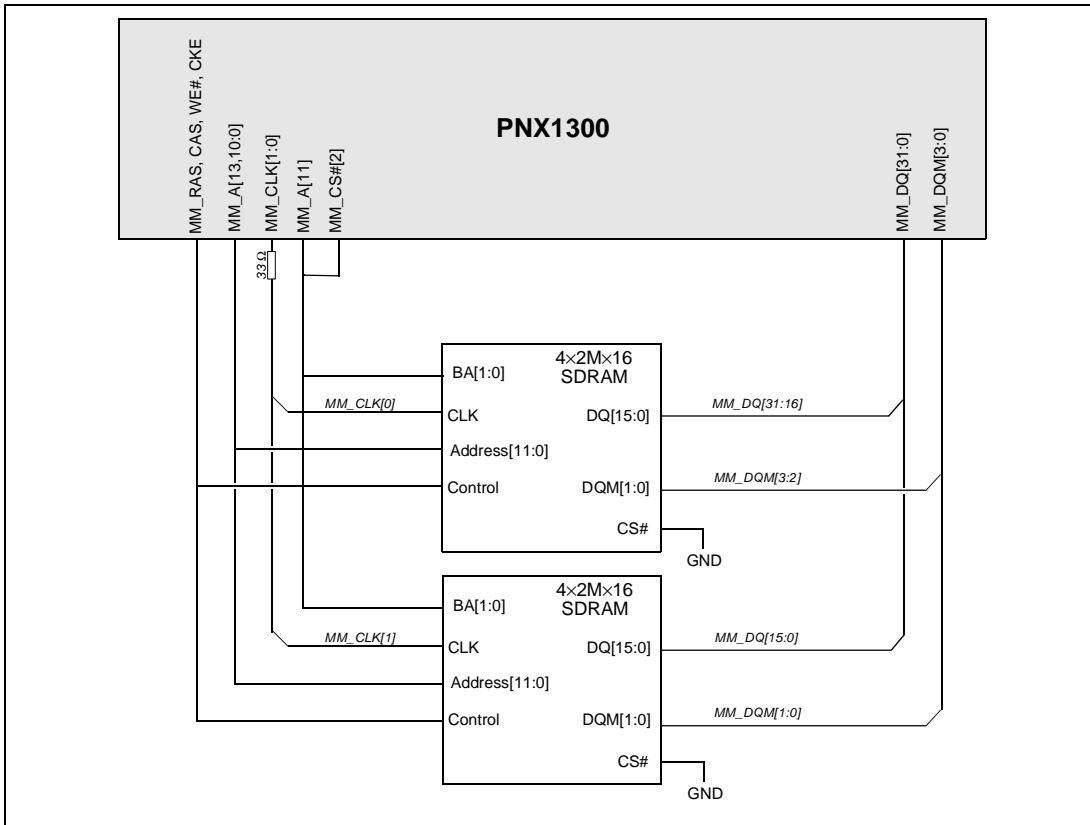 PNX1300
MM_RAS, CAS, WE#, CKE
MM_A[13,10:0]
MM_CLK[1:0]
MM_A[11]
MM_CS#[2]
MM_DQ[31:0]
MM_DQM[3:0]
33 Ω
4×2M×16
SDRAM
BA[1:0]
MM_CLK[0]
CLK
DQ[15:0]
MM_DQ[31:16]
Address[11:0]
Control
DQM[1:0]
MM_DQM[3:2]
CS#
GND
4×2M×16
SDRAM
BA[1:0]
MM_CLK[1]
CLK
DQ[15:0]
MM_DQ[15:0]
Address[11:0]
Control
DQM[1:0]
MM_DQM[1:0]
CS#
GND